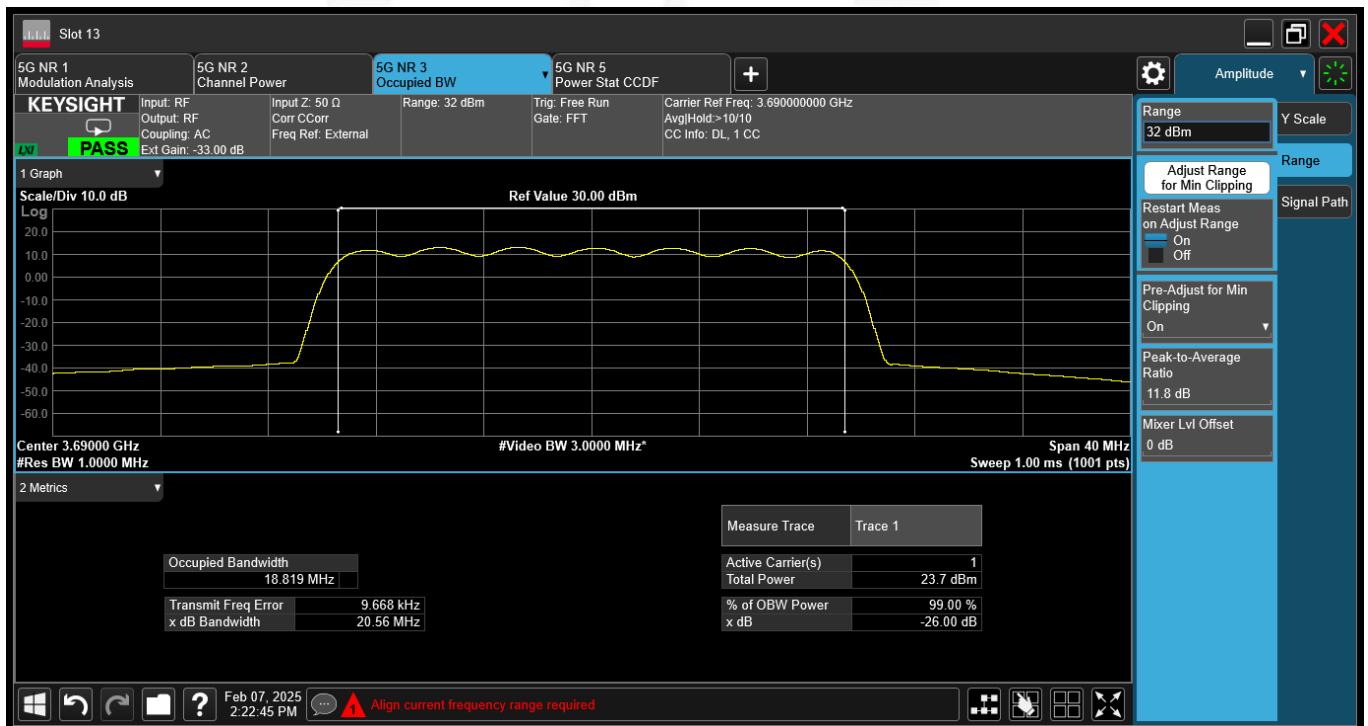 Slot 13
5G NR 1
Modulation Analysis
5G NR 2
Channel Power
5G NR 3
Occupied BW
5G NR 5
Power Stat CCDF
+
Amplitude
KEYSIGHT
LXI
PASS
Input: RF
Output: RF
Coupling: AC
Ext Gain: -33.00 dB
Input Z: 50 Ω
Corr CCorr
Freq Ref: External
Range: 32 dBm
Trig: Free Run
Gate: FFT
Carrier Ref Freq: 3.690000000 GHz
Avg|Hold:>10/10
CC Info: DL, 1 CC
1 Graph
Scale/Div 10.0 dB
Ref Value 30.00 dBm
Log
20.0
10.0
0.00
-10.0
-20.0
-30.0
-40.0
-50.0
-60.0
Center 3.69000 GHz
#Video BW 3.0000 MHz*
Span 40 MHz
#Res BW 1.0000 MHz
Sweep 1.00 ms (1001 pts)
2 Metrics
Measure Trace Trace 1
Occupied Bandwidth
18.819 MHz
Active Carrier(s) 1
Total Power 23.7 dBm
Transmit Freq Error 9.668 kHz
x dB Bandwidth 20.56 MHz
% of OBW Power 99.00 %
x dB -26.00 dB
Range
32 dBm
Adjust Range
for Min Clipping
Restart Meas
on Adjust Range
On
Off
Pre-Adjust for Min
Clipping
On
Peak-to-Average
Ratio
11.8 dB
Mixer Lvl Offset
0 dB
Y Scale
Range
Signal Path
?
Feb 07, 2025
2:22:45 PM
1
Align current frequency range required